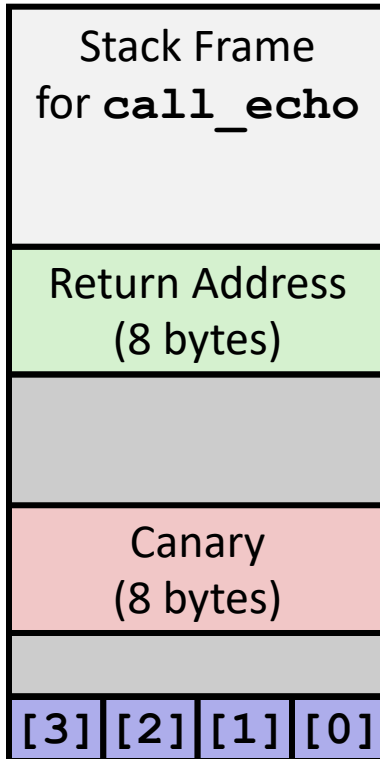 Stack Frame
for call_echo
Return Address
(8 bytes)
Canary
(8 bytes)
[3] [2] [1] [0]